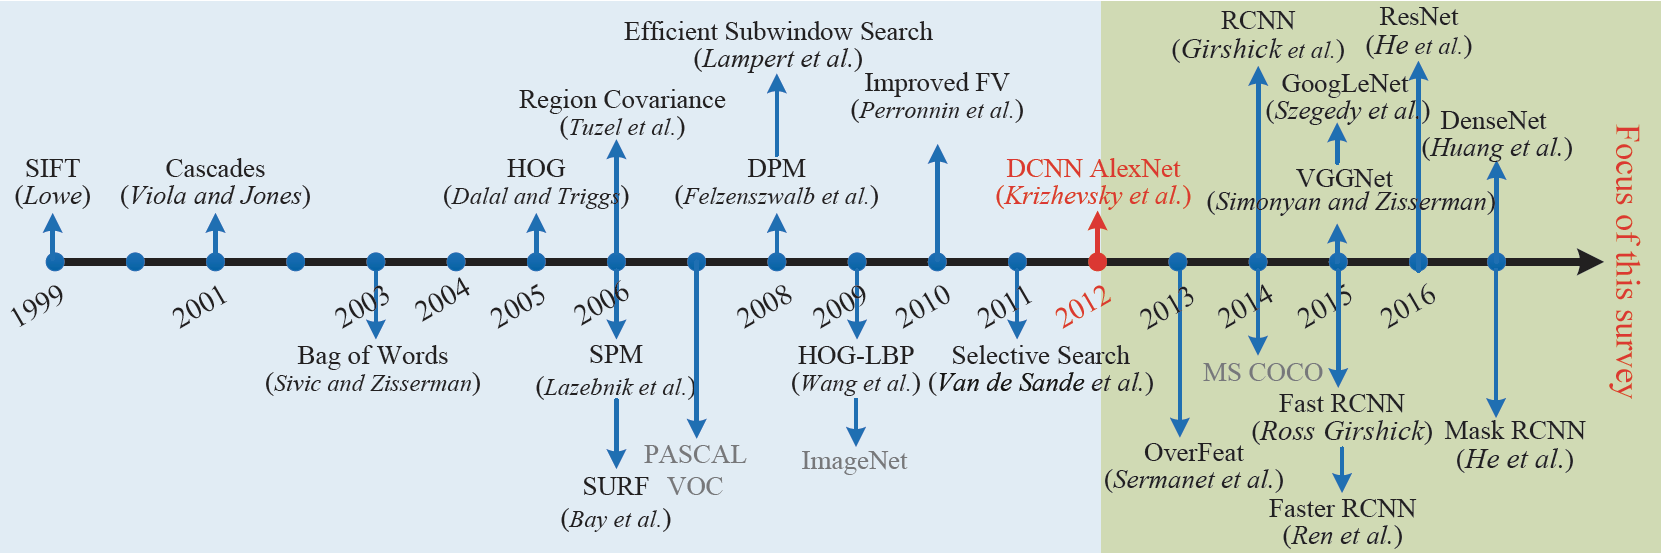 Efficient Subwindow Search
(Lampert et al.)
RCNN
(Girshick et al.)
ResNet
(He et al.)
Region Covariance
(Tuzel et al.)
Improved FV
(Perronnin et al.)
GoogLeNet
(Szegedy et al.)
DenseNet
(Huang et al.)
SIFT
(Lowe)
Cascades
(Viola and Jones)
HOG
(Dalal and Triggs)
DPM
(Felzenszwalb et al.)
DCNN AlexNet
(Krizhevsky et al.)
VGGNet
(Simonyan and Zisserman)
Focus of this survey
1999
2001
2003
2004
2005
2006
2008
2009
2010
2011
2012
2013
2014
2015
2016
Bag of Words
(Sivic and Zisserman)
SPM
(Lazebnik et al.)
HOG-LBP
(Wang et al.)
Selective Search
(Van de Sande et al.)
MS COCO
Fast RCNN
(Ross Girshick)
Mask RCNN
(He et al.)
PASCAL
VOC
ImageNet
OverFeat
(Sermanet et al.)
SURF
(Bay et al.)
Faster RCNN
(Ren et al.)